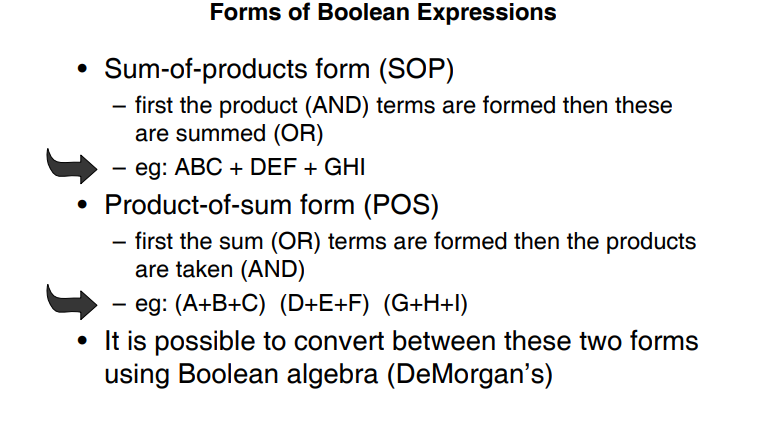 Forms of Boolean Expressions
• Sum-of-products form (SOP)
– first the product (AND) terms are formed then these
are summed (OR)
– eg: ABC + DEF + GHI
• Product-of-sum form (POS)
– first the sum (OR) terms are formed then the products
are taken (AND)
– eg: (A+B+C) (D+E+F) (G+H+I)
• It is possible to convert between these two forms
using Boolean algebra (DeMorgan’s)